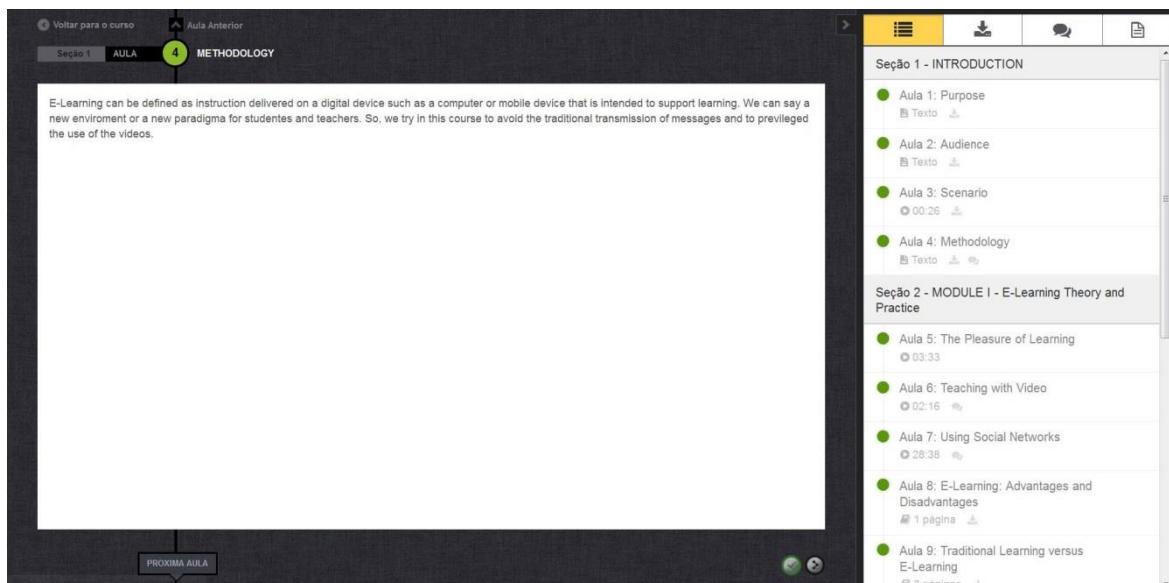 Voltar para o curso
Aula Anterior
Seção 1 AULA 4 METHODOLOGY
E-Learning can be defined as instruction delivered on a digital device such as a computer or mobile device that is intended to support learning. We can say a
new enviroment or a new paradigma for studentes and teachers. So, we try in this course to avoid the traditional transmission of messages and to previleged
the use of the videos.
PROXIMA AULA
Seção 1 - INTRODUCTION
Aula 1: Purpose
Texto
Aula 2: Audience
Texto
Aula 3: Scenario
00:26
Aula 4: Methodology
Texto
Seção 2 - MODULE I - E-Learning Theory and
Practice
Aula 5: The Pleasure of Learning
03:33
Aula 6: Teaching with Video
02:16
Aula 7: Using Social Networks
28:38
Aula 8: E-Learning: Advantages and
Disadvantages
1 página
Aula 9: Traditional Learning versus
E-Learning